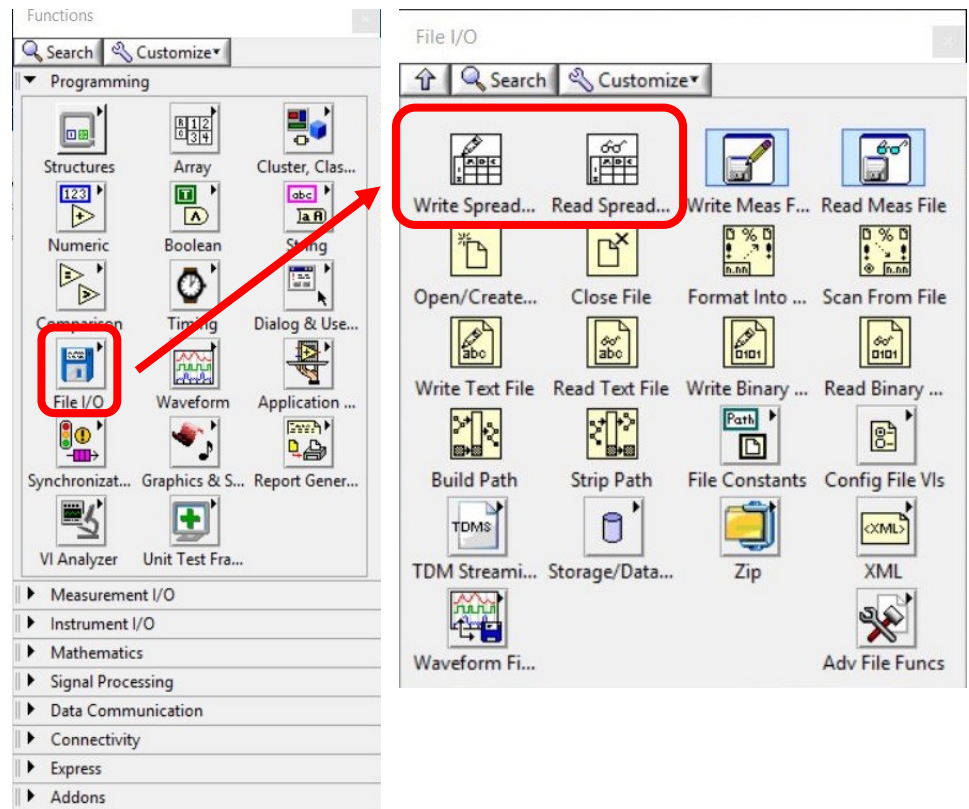 Functions
Search Customize
Programming
Structures Array Cluster, Clas...
Numeric Boolean String
Comparison Timing Dialog & Use...
File I/O Waveform Application ...
Synchronizat... Graphics & S... Report Gener...
VI Analyzer Unit Test Fra...
Measurement I/O
Instrument I/O
Mathematics
Signal Processing
Data Communication
Connectivity
Express
Addons
File I/O
Search Customize
Write Spread... Read Spread... Write Meas F... Read Meas File
Open/Create... Close File Format Into ... Scan From File
Write Text File Read Text File Write Binary ... Read Binary ...
Build Path Strip Path File Constants Config File VIs
TDM Streami... Storage/Data... Zip XML
Waveform Fi... Adv File Funcs